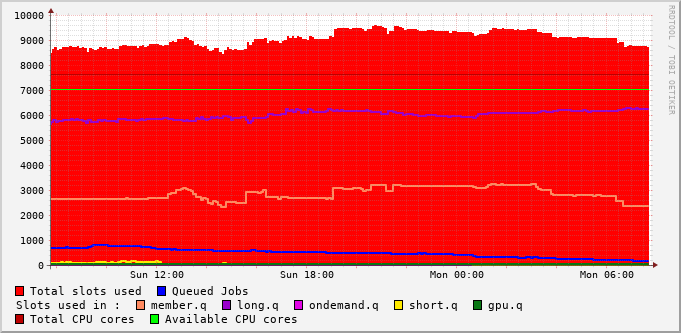 10000
9000
8000
7000
6000
5000
4000
3000
2000
1000
0
Sun 12:00 Sun 18:00 Mon 00:00 Mon 06:00
Total slots used Queued Jobs
Slots used in : member.q long.q ondemand.q short.q gpu.q
Total CPU cores Available CPU cores
RRDTOOL / TOBI OETIKER